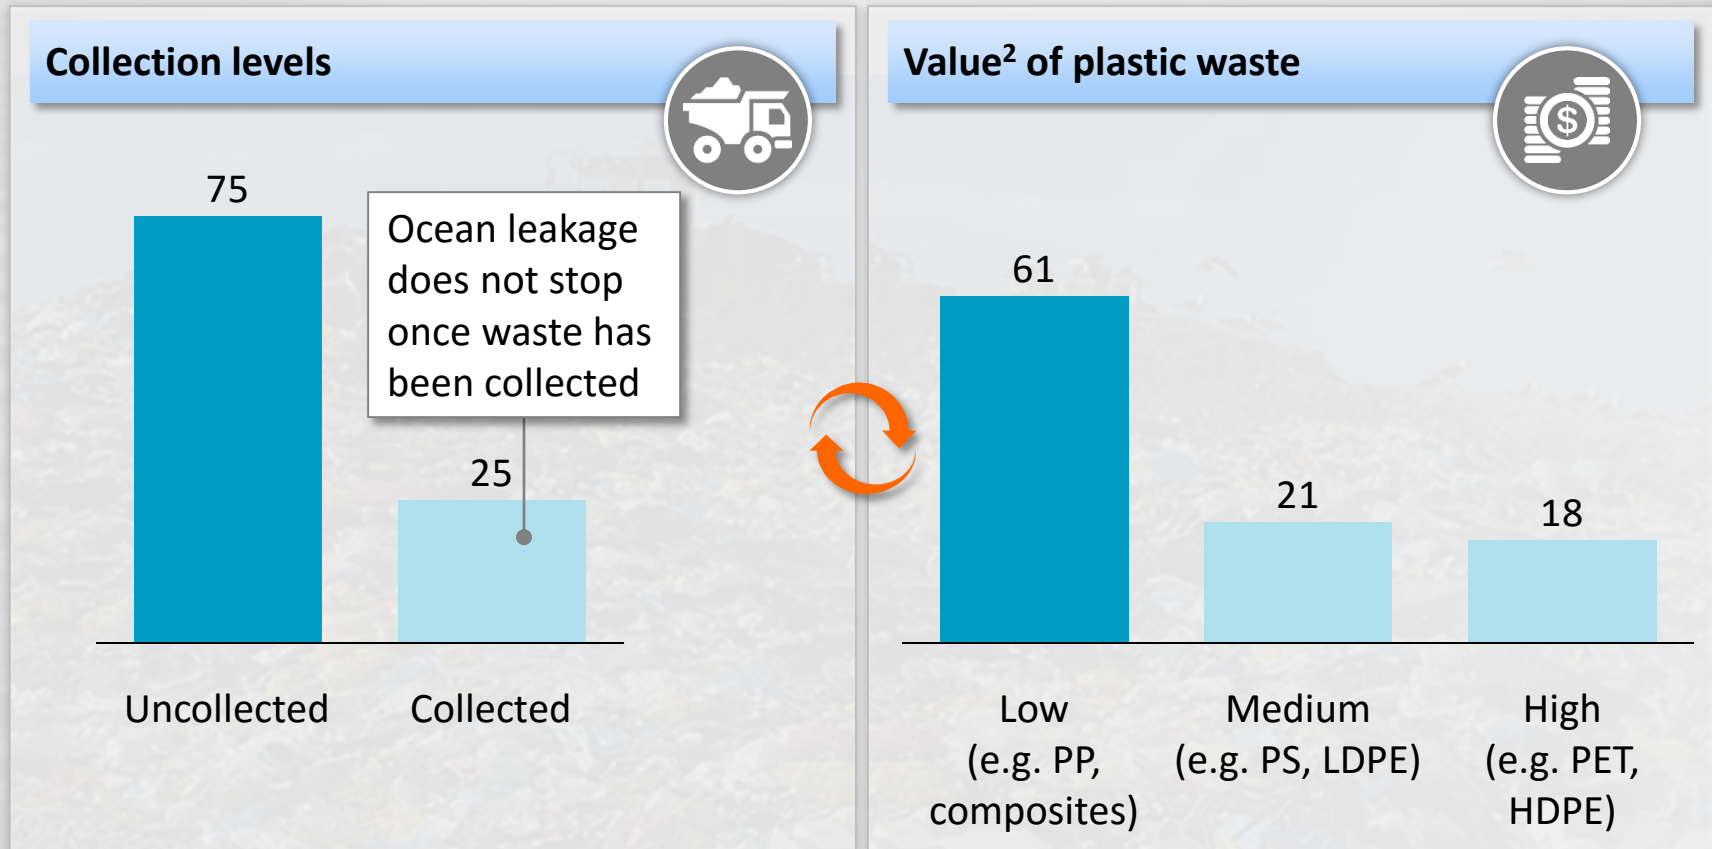 Collection levels
75
Ocean leakage
does not stop
once waste has
been collected
25
Uncollected
Collected
Value² of plastic waste
$
61
21
18
Low
(e.g. PP,
composites)
Medium
(e.g. PS, LDPE)
High
(e.g. PET,
HDPE)